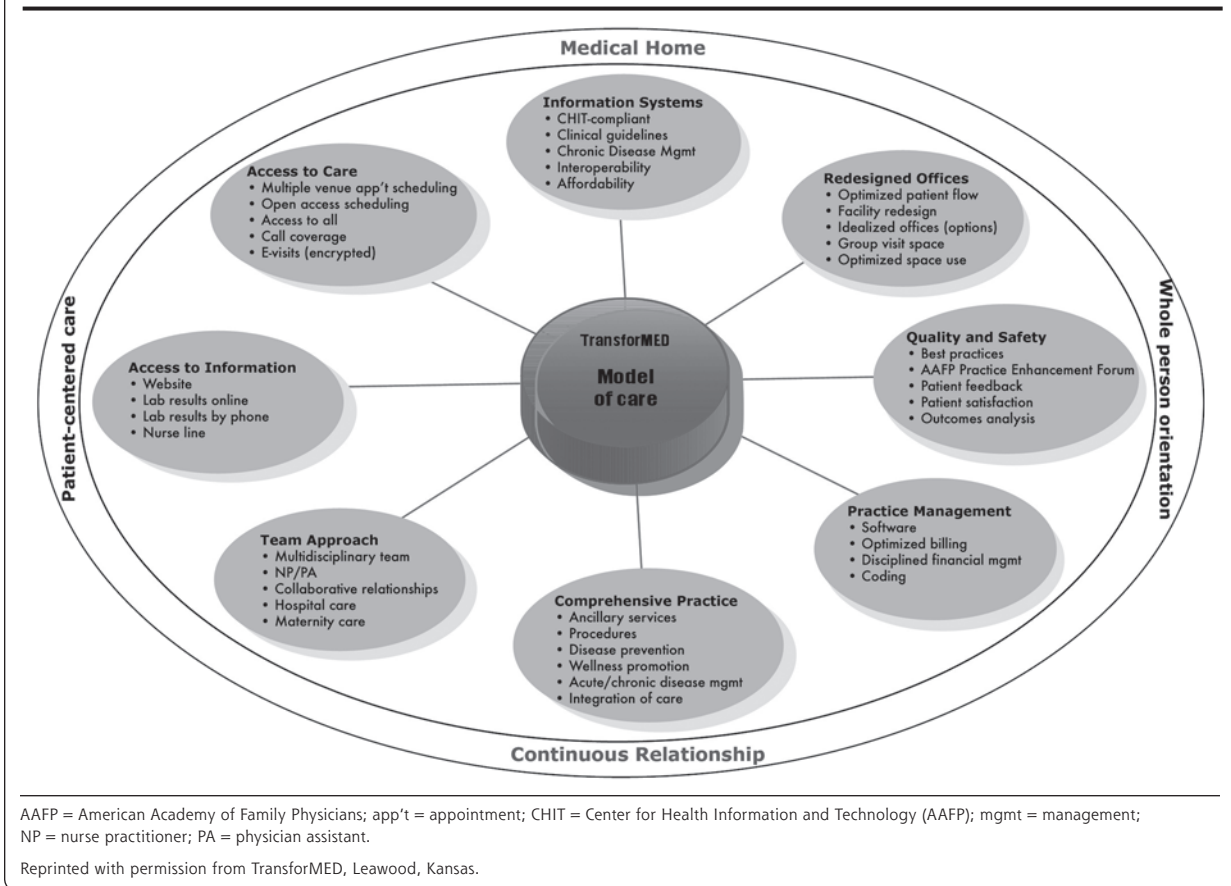 Medical Home
Information Systems
• CHIT-compliant
• Clinical guidelines
• Chronic Disease Mgmt
• Interoperability
• Affordability
Access to Care
• Multiple venue app't scheduling
• Open access scheduling
• Access to all
• Call coverage
• E-visits (encrypted)
Redesigned Offices
• Optimized patient flow
• Facility redesign
• Idealized offices (options)
• Group visit space
• Optimized space use
Patient-centered care
Whole person orientation
TransforMED
Model
of care
Access to Information
• Website
• Lab results online
• Lab results by phone
• Nurse line
Quality and Safety
• Best practices
• AAFP Practice Enhancement Forum
• Patient feedback
• Patient satisfaction
• Outcomes analysis
Team Approach
• Multidisciplinary team
• NP/PA
• Collaborative relationships
• Hospital care
• Maternity care
Practice Management
• Software
• Optimized billing
• Disciplined financial mgmt
• Coding
Comprehensive Practice
• Ancillary services
• Procedures
• Disease prevention
• Wellness promotion
• Acute/chronic disease mgmt
• Integration of care
Continuous Relationship
AAFP = American Academy of Family Physicians; app't = appointment; CHIT = Center for Health Information and Technology (AAFP); mgmt = management;
NP = nurse practitioner; PA = physician assistant.
Reprinted with permission from TransforMED, Leawood, Kansas.